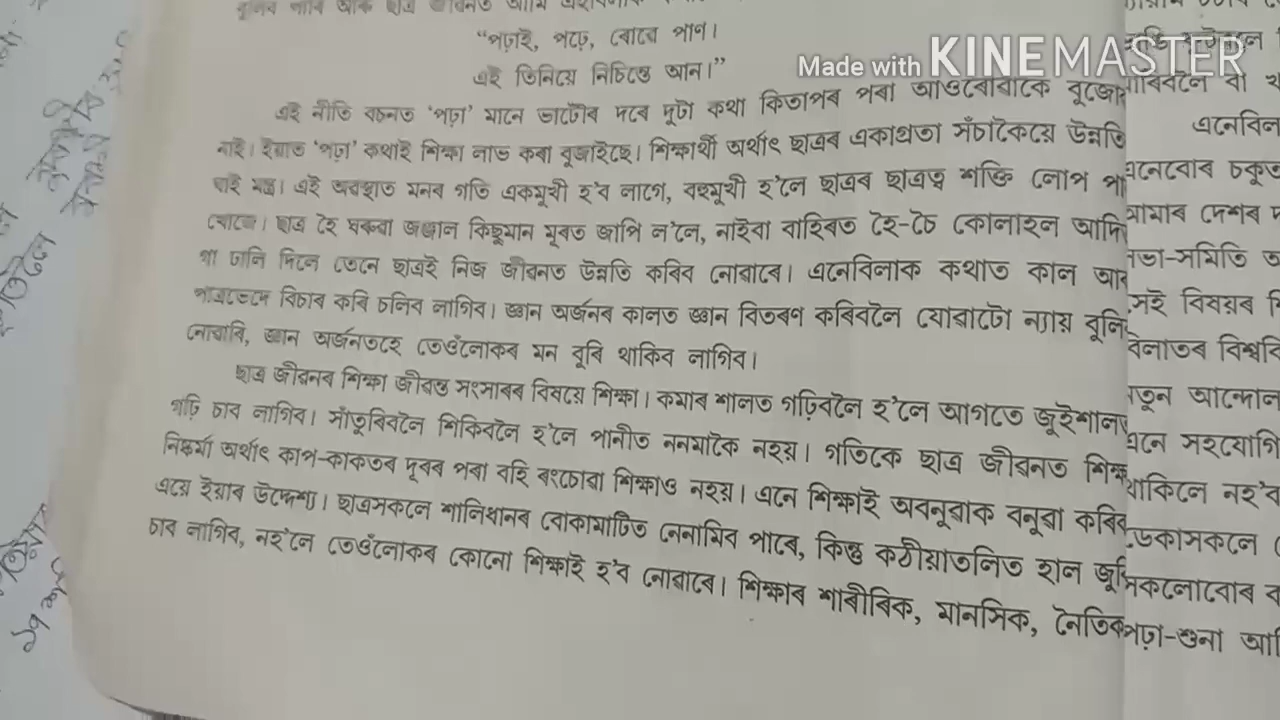 "পঢ়াই, পঢ়ে, ৰোৱে পাণ।
এই তিনিয়ে নিচিন্তে আন।"
Made with KINEMASTER
এই নীতি বচনত 'পঢ়া' মানে ভাটৌৰ দৰে দুটা কথা কিতাপৰ পৰা আওৰোৱাকে বুজো
নাই। ইয়াত 'পঢ়া' কথাই শিক্ষা লাভ কৰা বুজাইছে। শিক্ষাৰ্থী অৰ্থাৎ ছাত্ৰৰ একাগ্ৰতা সঁচাকৈয়ে উন্নতি
এই অৱস্থাত মনৰ গতি একমুখী হ'ব লাগে, বহুমুখী হ'লে ছাত্ৰৰ ছাত্ৰত্ব শক্তি লোপ পা
খোজে। ছাত্ৰ হৈ ঘৰুৱা জঞ্জাল কিছুমান মূৰত জাপি ল'লে, নাইবা বাহিৰত হৈ-চৈ কোলাহল আদি
গা ঢালি দিলে তেনে ছাত্ৰই নিজ জীৱনত উন্নতি কৰিব নোৱাৰে। এনেবিলাক কথাত কাল আৰ
পাত্ৰভেদে বিচাৰ কৰি চলিব লাগিব। জ্ঞান অৰ্জনৰ কালত জ্ঞান বিতৰণ কৰিবলৈ যোৱাটো ন্যায় বুলি
নোৱাৰি, জ্ঞান অৰ্জনতহে তেওঁলোকৰ মন বুৰি থাকিব লাগিব।
ছাত্ৰ জীৱনৰ শিক্ষা জীৱন্ত সংসাৰৰ বিষয়ে শিক্ষা। কমাৰ শালত গঢ়িবলৈ হ'লে আগতে জুইশাল
গঢ়ি চাব লাগিব। সাঁতুৰিবলৈ শিকিবলৈ হ'লে পানীত ননমাকৈ নহয়। গতিকে ছাত্ৰ জীৱনত শিক্ষ
নিষ্কৰ্মা অৰ্থাৎ কাপ-কাকতৰ দূৰৰ পৰা বহি ৰংচোৱা শিক্ষাও নহয়। এনে শিক্ষাই অবনুৱাক বনুৱা কৰিব
এয়ে ইয়াৰ উদ্দেশ্য। ছাত্ৰসকলে শালিধানৰ বোকামাটিত নেনামিব পাৰে, কিন্তু কঠীয়াতলিত হাল জুৰি
চাব লাগিব, নহ'লে তেওঁলোকৰ কোনো শিক্ষাই হ'ব নোৱাৰে। শিক্ষাৰ শাৰীৰিক, মানসিক, নৈতিক
এনেবিল
এনেবোৰ চকুত
আমাৰ দেশৰ
সভা-সমিতি
সেই বিষয়ৰ
বিলাতৰ বিশ্ববি
নতুন আন্দোল
এনে সহযোগি
থাকিলে নহ'ব
ডেকাসকলে
সকলোবোৰ
পঢ়া-শুনা আ